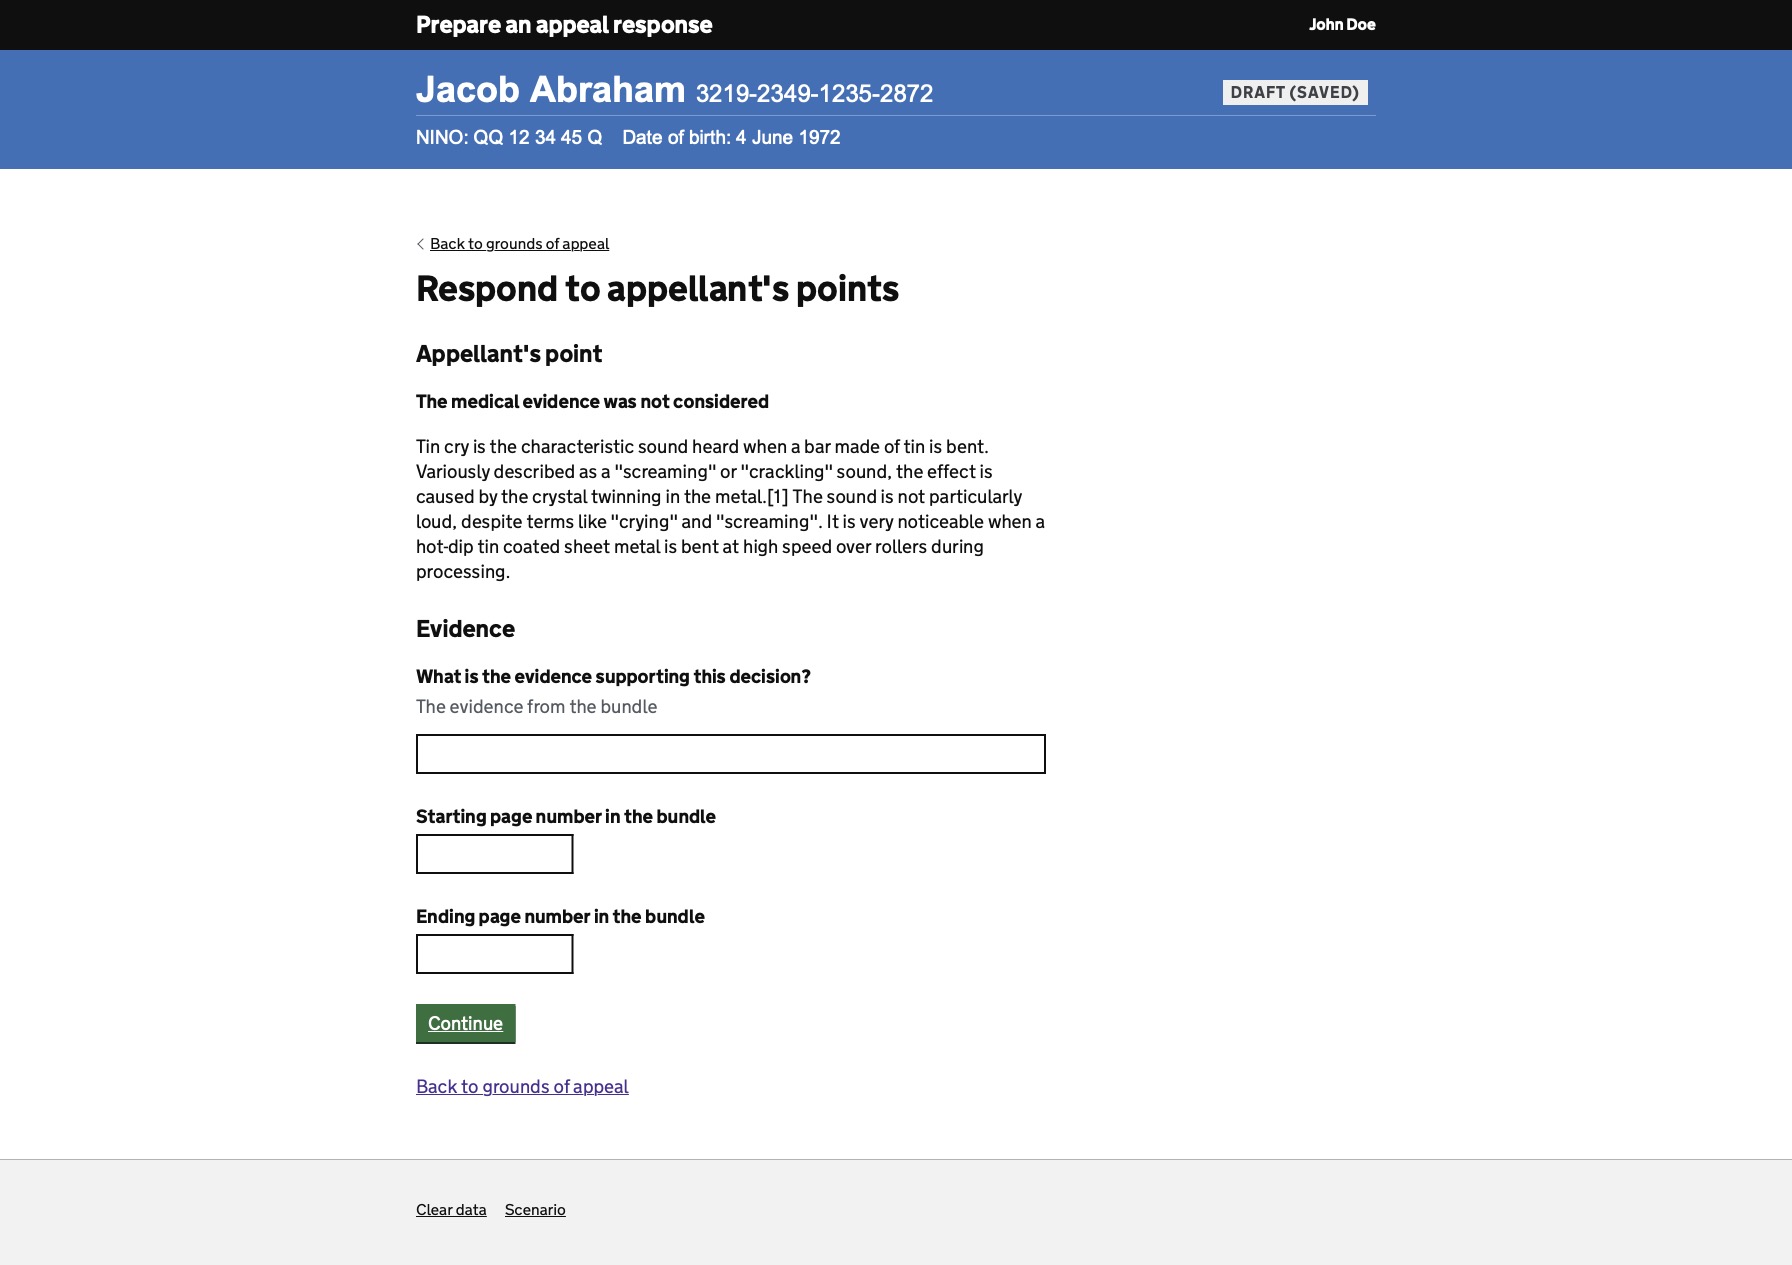 Prepare an appeal response
John Doe
Jacob Abraham 3219-2349-1235-2872
DRAFT (SAVED)
NINO: QQ 12 34 45 Q Date of birth: 4 June 1972
Back to grounds of appeal
Respond to appellant's points
Appellant's point
The medical evidence was not considered
Tin cry is the characteristic sound heard when a bar made of tin is bent.
Variously described as a "screaming" or "crackling" sound, the effect is
caused by the crystal twinning in the metal.[1] The sound is not particularly
loud, despite terms like "crying" and "screaming". It is very noticeable when a
hot-dip tin coated sheet metal is bent at high speed over rollers during
processing.
Evidence
What is the evidence supporting this decision?
The evidence from the bundle
Starting page number in the bundle
Ending page number in the bundle
Continue
Back to grounds of appeal
Clear data Scenario